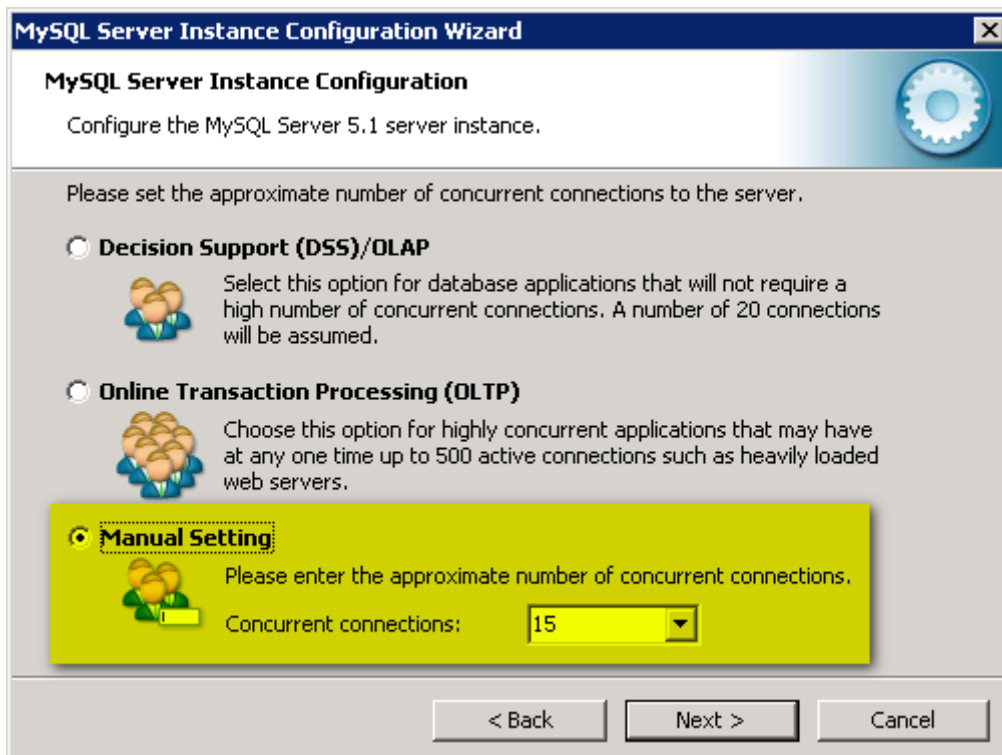 MySQL Server Instance Configuration Wizard
MySQL Server Instance Configuration
Configure the MySQL Server 5.1 server instance.
Please set the approximate number of concurrent connections to the server.
Decision Support (DSS)/OLAP
Select this option for database applications that will not require a
high number of concurrent connections. A number of 20 connections
will be assumed.
Online Transaction Processing (OLTP)
Choose this option for highly concurrent applications that may have
at any one time up to 500 active connections such as heavily loaded
web servers.
Manual Setting
Please enter the approximate number of concurrent connections.
Concurrent connections: 15
< Back Next > Cancel